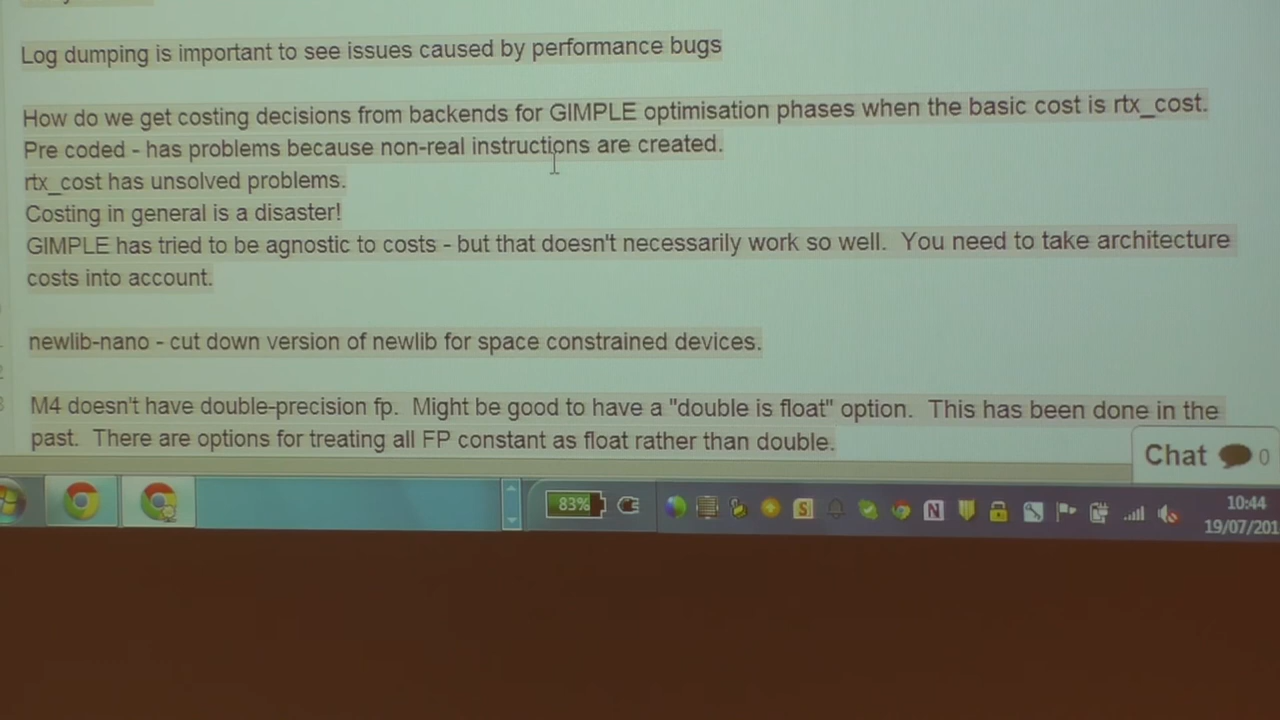 Log dumping is important to see issues caused by performance bugs
How do we get costing decisions from backends for GIMPLE optimisation phases when the basic cost is rtx_cost.
Pre coded - has problems because non-real instructions are created.
rtx_cost has unsolved problems.
Costing in general is a disaster!
GIMPLE has tried to be agnostic to costs - but that doesn't necessarily work so well.  You need to take architecture
costs into account.
newlib-nano - cut down version of newlib for space constrained devices.
M4 doesn't have double-precision fp.  Might be good to have a "double is float" option.  This has been done in the
past.  There are options for treating all FP constant as float rather than double.
Chat 0
83%
10:44
19/07/201